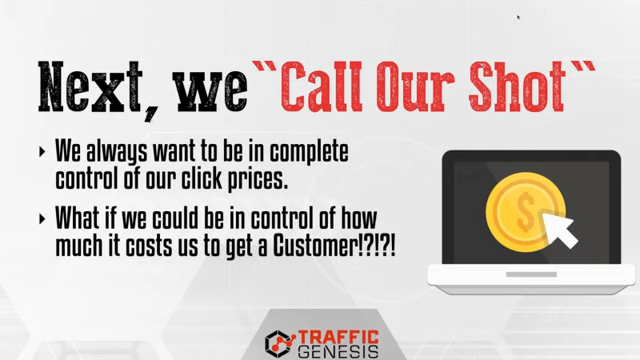 Next, we “Call Our Shot“
We always want to be in complete
control of our click prices.
What if we could be in control of how
much it costs us to get a Customer!?!?!
$
TRAFFIC
GENESIS